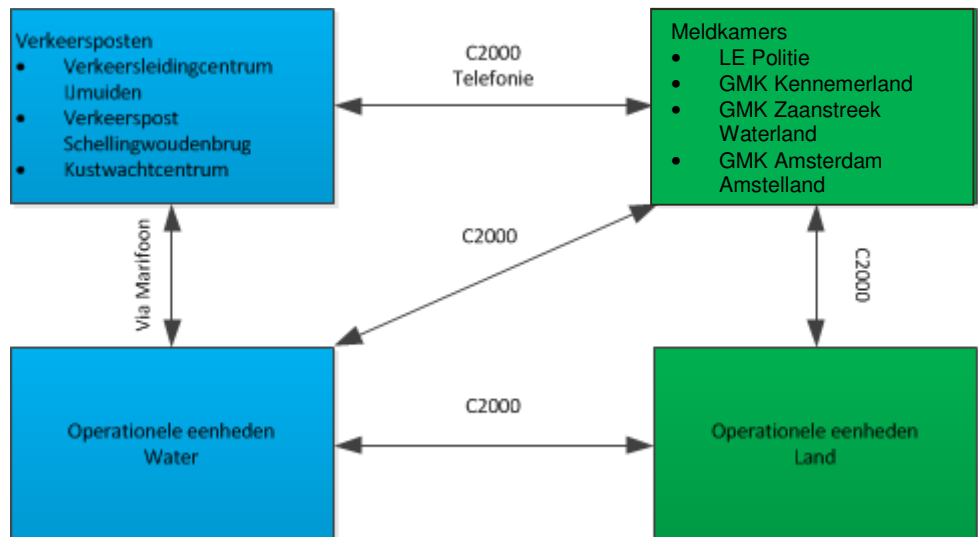 Verkeersposten
• Verkeersleidingcentrum
IJmuiden
• Verkeerspost
Schellingwoudenbrug
• Kustwachtcentrum
C2000
Telefonie
Meldkamers
• LE Politie
• GMK Kennemerland
• GMK Zaanstreek
Waterland
• GMK Amsterdam
Amstelland
Via Marifoon
C2000
C2000
Operationele eenheden
Water
C2000
Operationele eenheden
Land